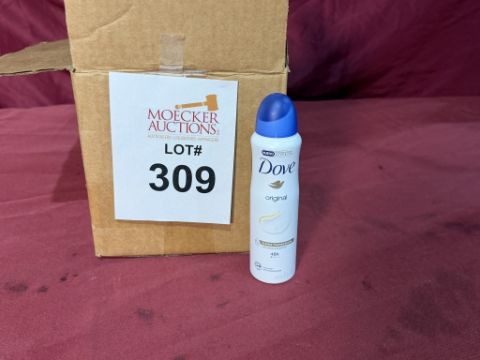 MOECKER
AUCTIONS
LOT#
309
Dove
original
48h